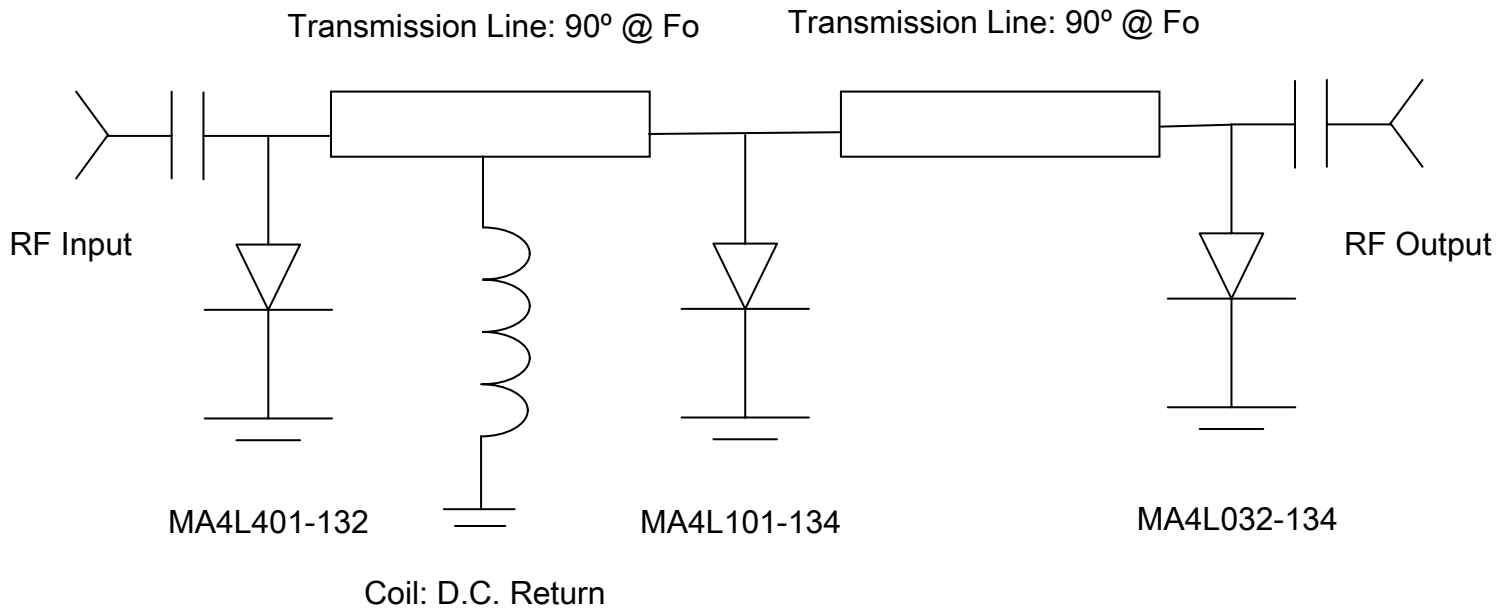 Transmission Line: 90º @ Fo
Transmission Line: 90º @ Fo
RF Input
RF Output
MA4L401-132
MA4L101-134
MA4L032-134
Coil: D.C. Return